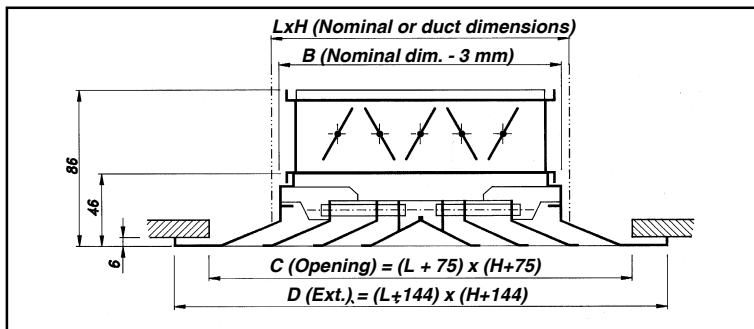 LxH (Nominal or duct dimensions)
B (Nominal dim. - 3 mm)
86
46
6
C (Opening) = (L + 75) x (H+75)
D (Ext.) = (L+144) x (H+144)